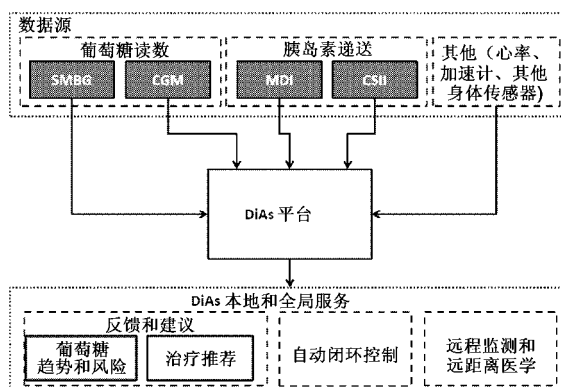 数据源
葡萄糖读数
SMBG
CGM
胰岛素递送
MDI
CSII
其他（心率、
加速计、其他
身体传感器)
DiAs 平台
DiAs 本地和全局服务
反馈和建议
葡萄糖
趋势和风险
治疗推荐
自动闭环控制
远程监测和
远距离医学